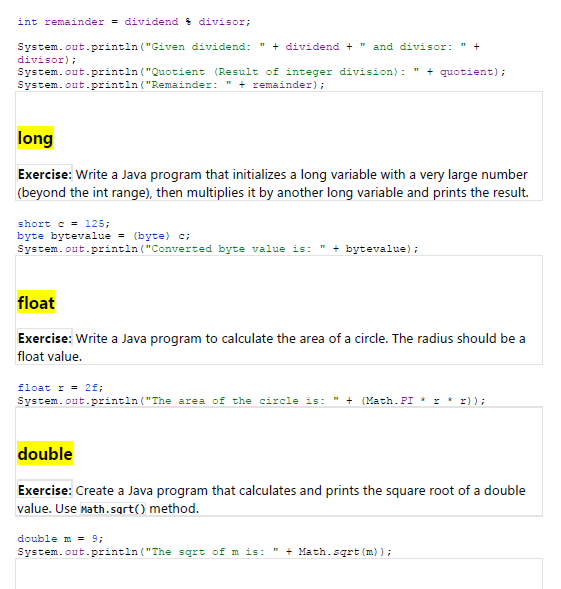 int remainder = dividend % divisor;
System.out.println("Given dividend: " + dividend + " and divisor: " +
divisor);
System.out.println("Quotient (Result of integer division): " + quotient);
System.out.println("Remainder: " + remainder);
long
Exercise: Write a Java program that initializes a long variable with a very large number
(beyond the int range), then multiplies it by another long variable and prints the result.
short c = 125;
byte bytevalue = (byte) c;
System.out.println("Converted byte value is: " + bytevalue);
float
Exercise: Write a Java program to calculate the area of a circle. The radius should be a
float value.
float r = 2f;
System.out.println("The area of the circle is: " + (Math.PI * r * r));
double
Exercise: Create a Java program that calculates and prints the square root of a double
value. Use Math.sqrt() method.
double m = 9;
System.out.println("The sqrt of m is: " + Math.sqrt(m));